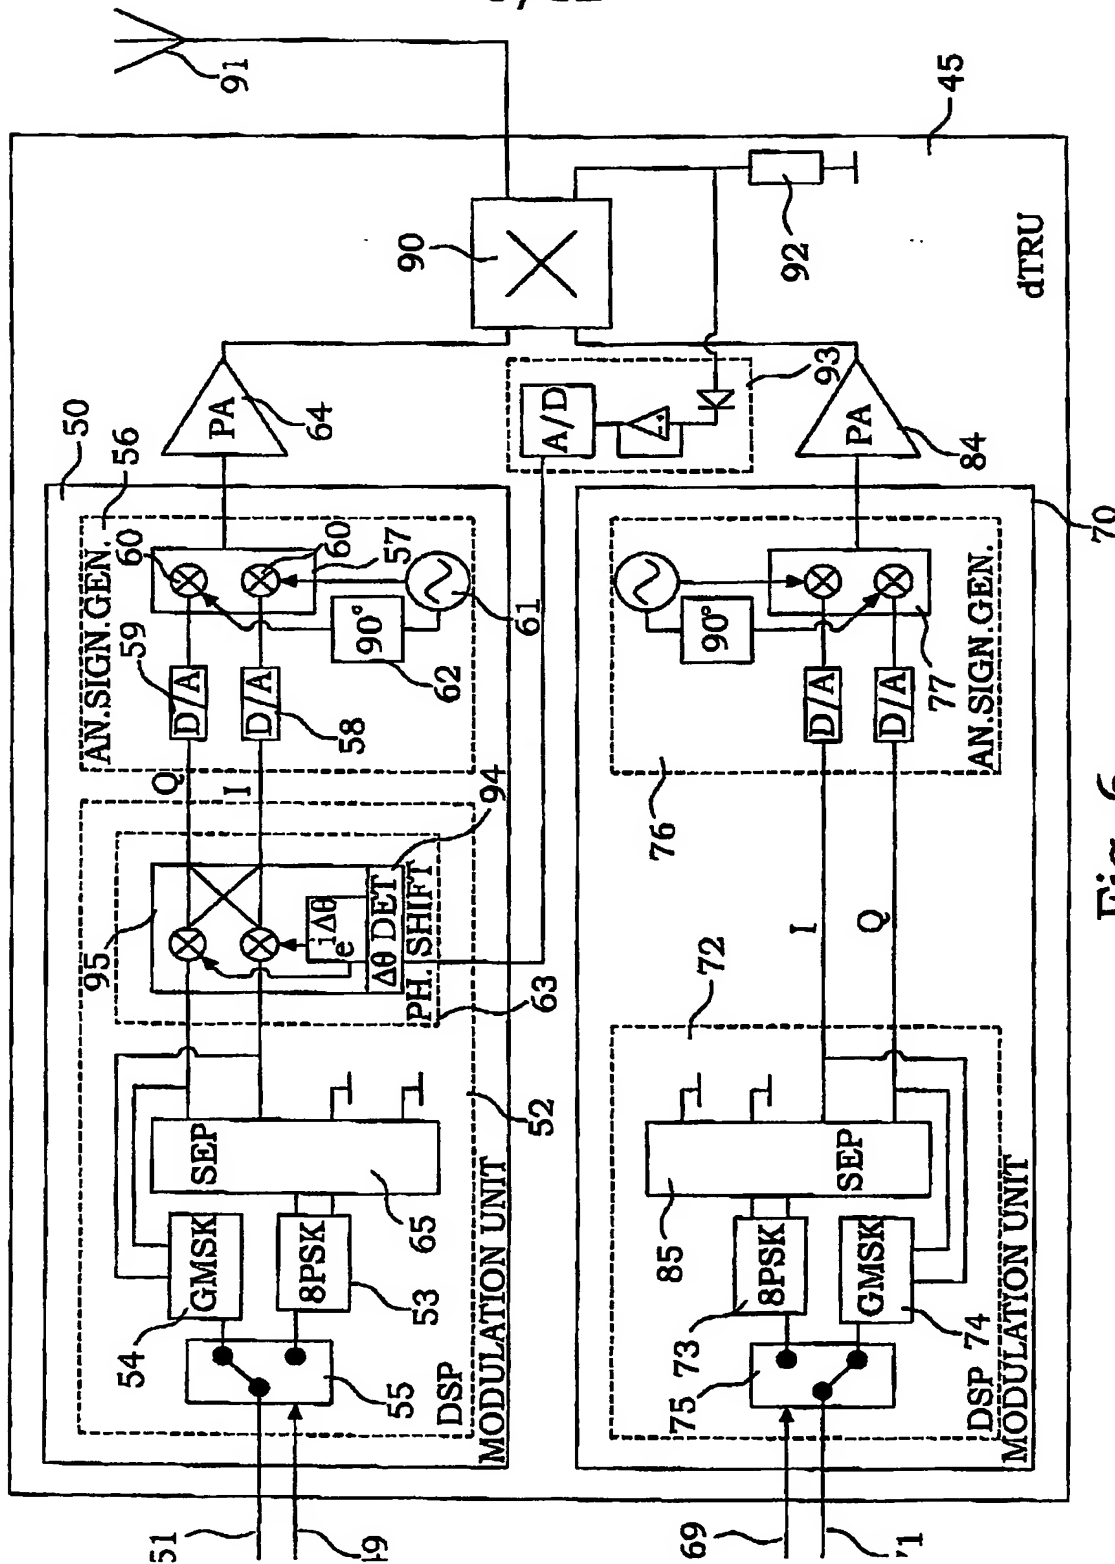 91
45
90
92
dTRU
50
56
PA
64
A/D
93
PA
84
70
AN.SIGN.GEN.
60
60
57
59
D/A
D/A
58
90°
62
61
Q
I
95
94
e
iΔθ
Δθ DET
PH. SHIFT
63
52
SEP
65
GMSK
54
8PSK
53
55
DSP
MODULATION UNIT
51
49
90°
D/A
D/A
77
AN.SIGN.GEN.
76
I
Q
72
SEP
85
8PSK
73
GMSK
74
75
DSP
MODULATION UNIT
69
71
Fig. 6